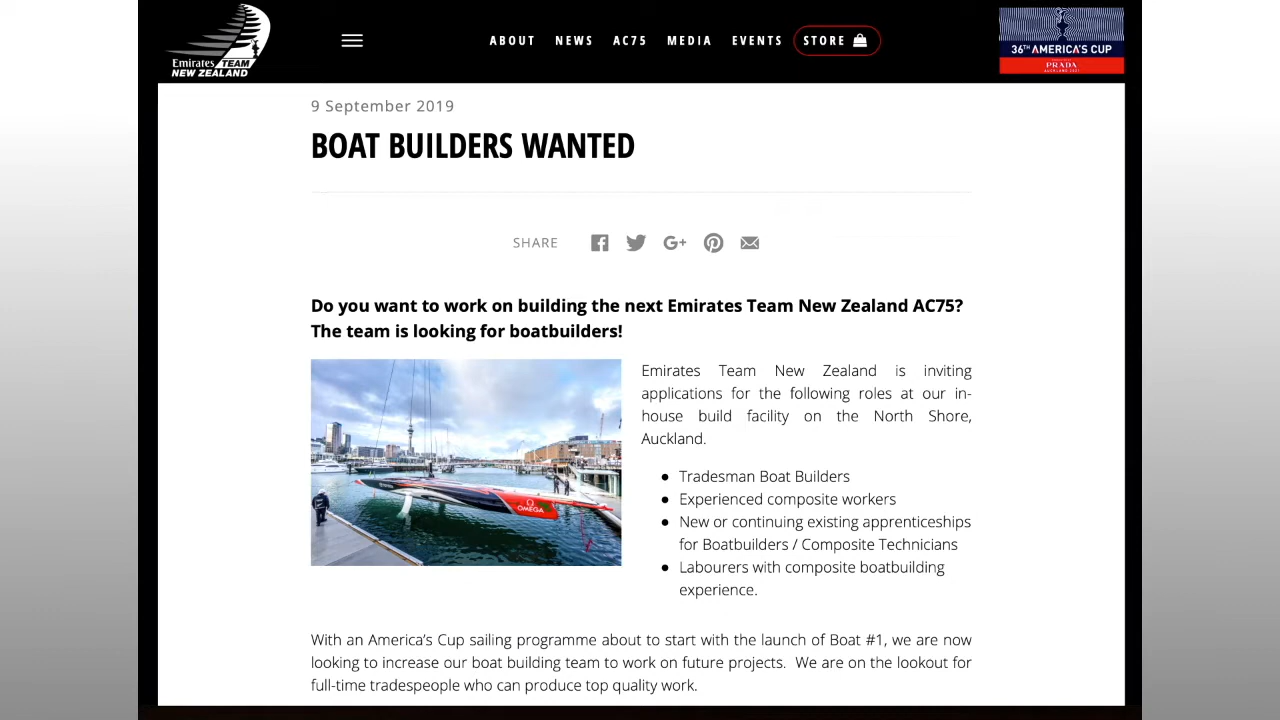 Emirates TEAM
NEW ZEALAND
ABOUT NEWS AC75 MEDIA EVENTS STORE
36TH AMERICA'S CUP
PRADA
AUCKLAND 2021
9 September 2019
BOAT BUILDERS WANTED
SHARE
Do you want to work on building the next Emirates Team New Zealand AC75?
The team is looking for boatbuilders!
Emirates Team New Zealand is inviting
applications for the following roles at our in-
house build facility on the North Shore,
Auckland.
● Tradesman Boat Builders
● Experienced composite workers
● New or continuing existing apprenticeships
for Boatbuilders / Composite Technicians
● Labourers with composite boatbuilding
experience.
OMEGA
With an America’s Cup sailing programme about to start with the launch of Boat #1, we are now
looking to increase our boat building team to work on future projects.  We are on the lookout for
full-time tradespeople who can produce top quality work.